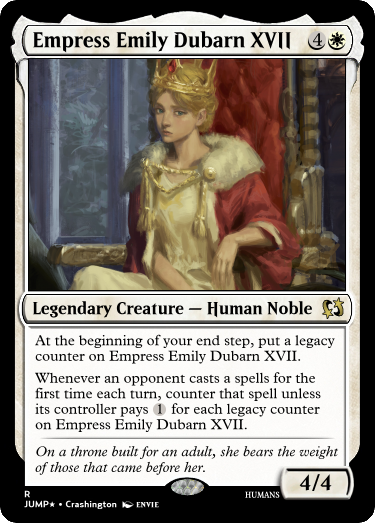 Empress Emily Dubarn XVII 4
Legendary Creature — Human Noble
At the beginning of your end step, put a legacy
counter on Empress Emily Dubarn XVII.
Whenever an opponent casts a spells for the
first time each turn, counter that spell unless
its controller pays 1 for each legacy counter
on Empress Emily Dubarn XVII.
On a throne built for an adult, she bears the weight
of those that came before her.
4/4
R
JUMP★ • Crashington ENVIE
HUMANS